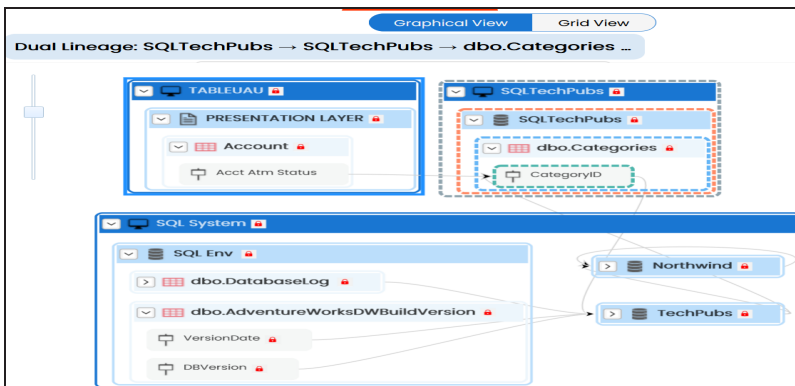 Graphical View
Grid View
Dual Lineage: SQLTechPubs → SQLTechPubs → dbo.Categories ...
TABLEUAU
SQLTechPubs
PRESENTATION LAYER
SQLTechPubs
Account
dbo.Categories
Acct Atm Status
CategoryID
SQL System
SQL Env
Northwind
dbo.DatabaseLog
dbo.AdventureWorksDWBuildVersion
TechPubs
VersionDate
DBVersion